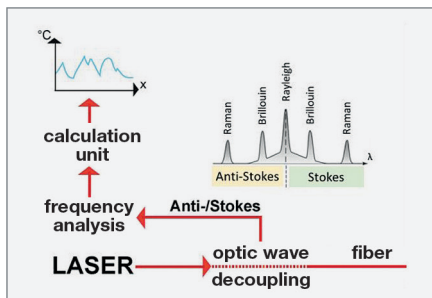 °C
x
calculation
unit
frequency
analysis
LASER
Anti-/Stokes
optic wave
decoupling
fiber
Raman
Brillouin
Rayleigh
Brillouin
Raman
λ
Anti-Stokes
Stokes